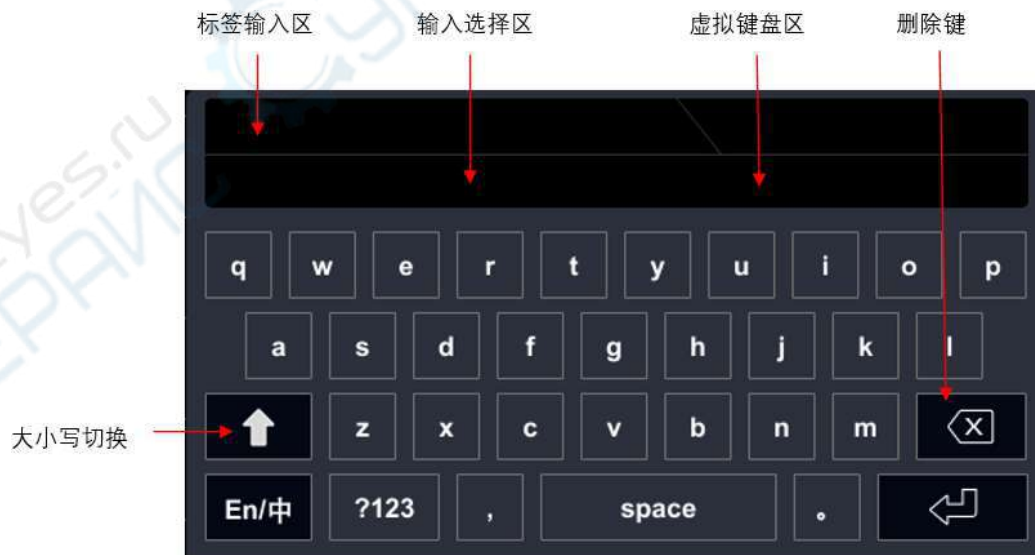 标签输入区 输入选择区 虚拟键盘区 删除键
q w e r t y u i o p
a s d f g h j k l
大小写切换 z x c v b n m
En/中 ?123 , space 。